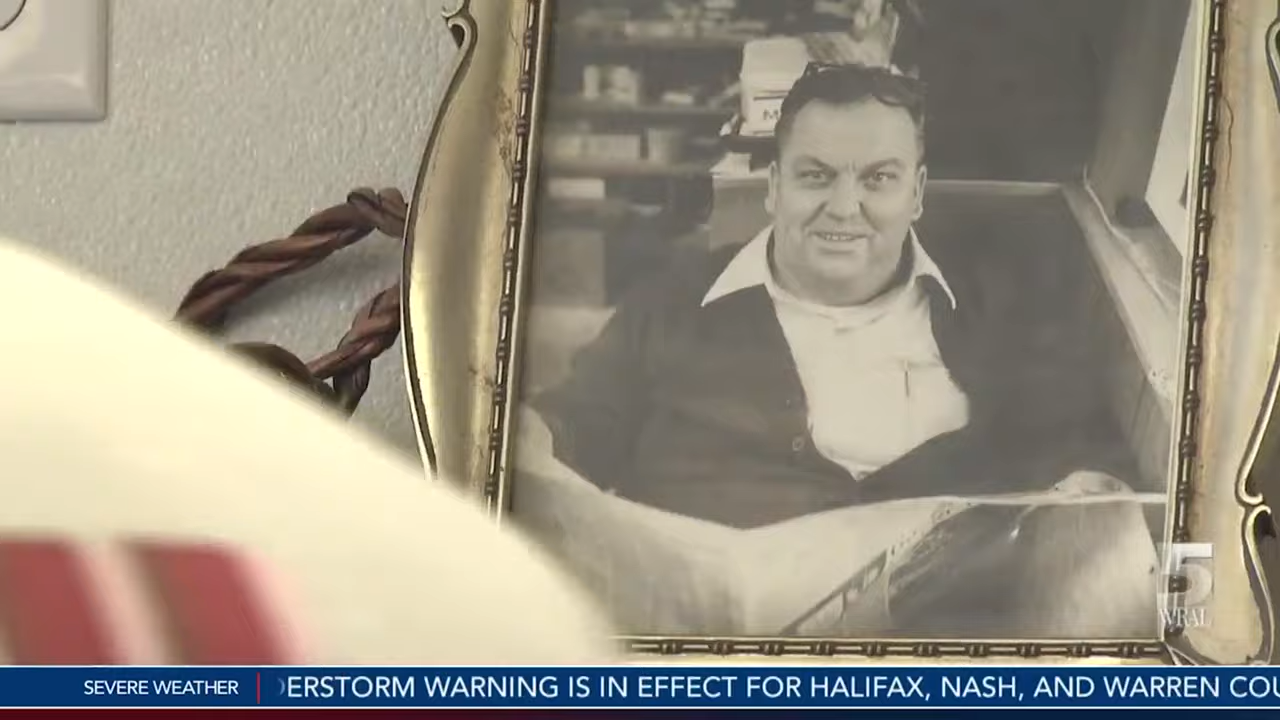 M
5
WRAL
SEVERE WEATHER
ERSTORM WARNING IS IN EFFECT FOR HALIFAX, NASH, AND WARREN COU